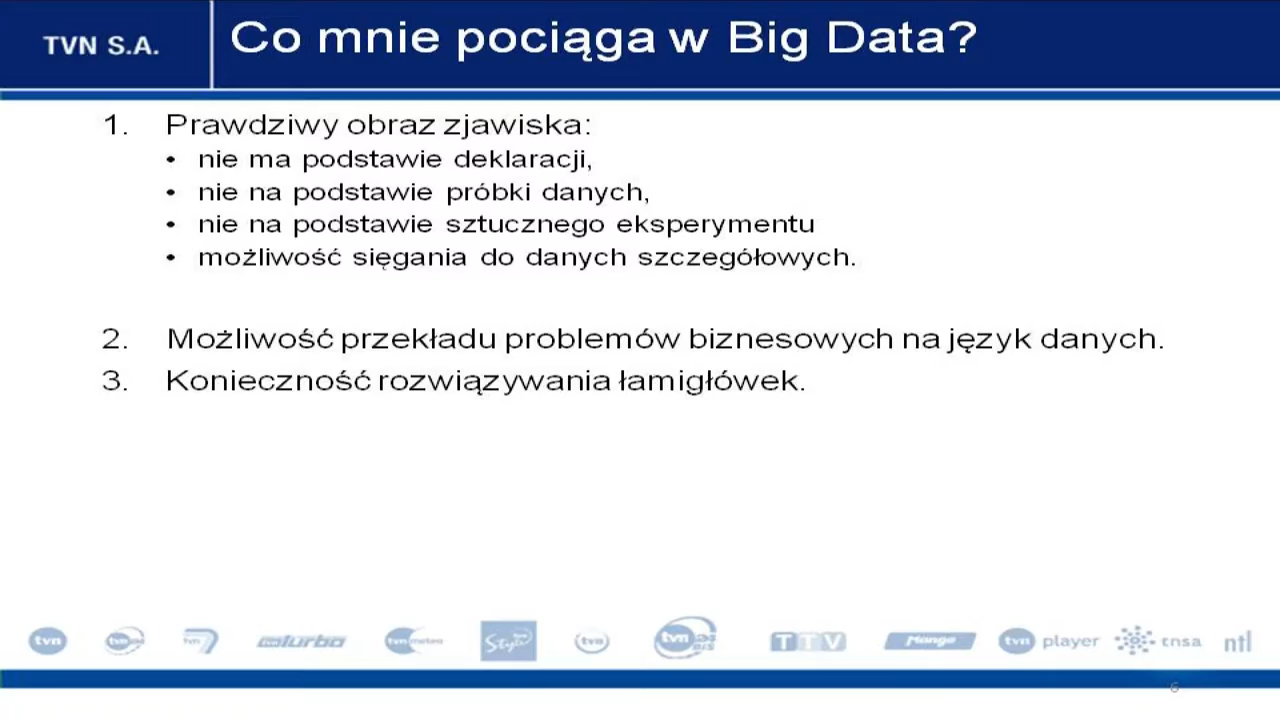 TVN S.A.
Co mnie pociąga w Big Data?
1. Prawdziwy obraz zjawiska:
• nie ma podstawie deklaracji,
• nie na podstawie próbki danych,
• nie na podstawie sztucznego eksperymentu
• możliwość sięgania do danych szczegółowych.
2. Możliwość przekładu problemów biznesowych na język danych.
3. Konieczność rozwiązywania łamigłówek.
tvn tvn tvn 7 turbo tvn meteo Style tvn tvn 24 BiS TTV Mango tvn player tnsa ntl
6